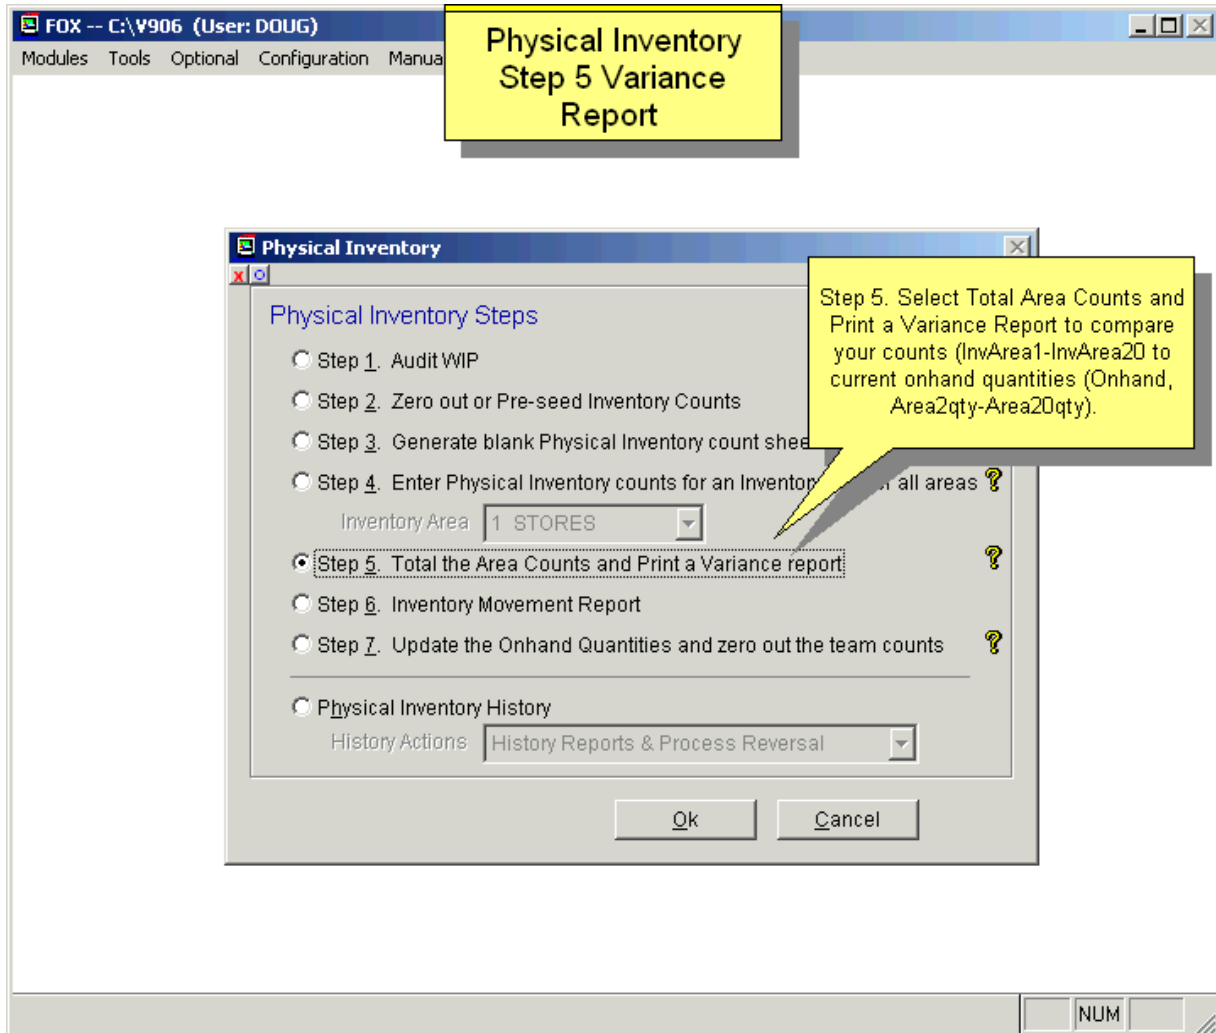 FOX -- C:\V906 (User: DOUG)
Modules Tools Optional Configuration
Physical Inventory
Step 5 Variance
Report
Physical Inventory
Physical Inventory Steps
Step 1. Audit WIP
Step 2. Zero out or Pre-seed Inventory Counts
Step 3. Generate blank Physical Inventory count
Step 4. Enter Physical Inventory counts for an all areas
Inventory Area 1 STORES
Step 5. Total the Area Counts and Print a Variance report
Step 6. Inventory Movement Report
Step 7. Update the Onhand Quantities and zero out the team counts
Physical Inventory History
History Actions History Reports & Process Reversal
Ok Cancel
Step 5. Select Total Area Counts and
Print a Variance Report to compare
your counts (InvArea1-InvArea20 to
current onhand quantities (Onhand,
Area2qty-Area20qty).
NUM